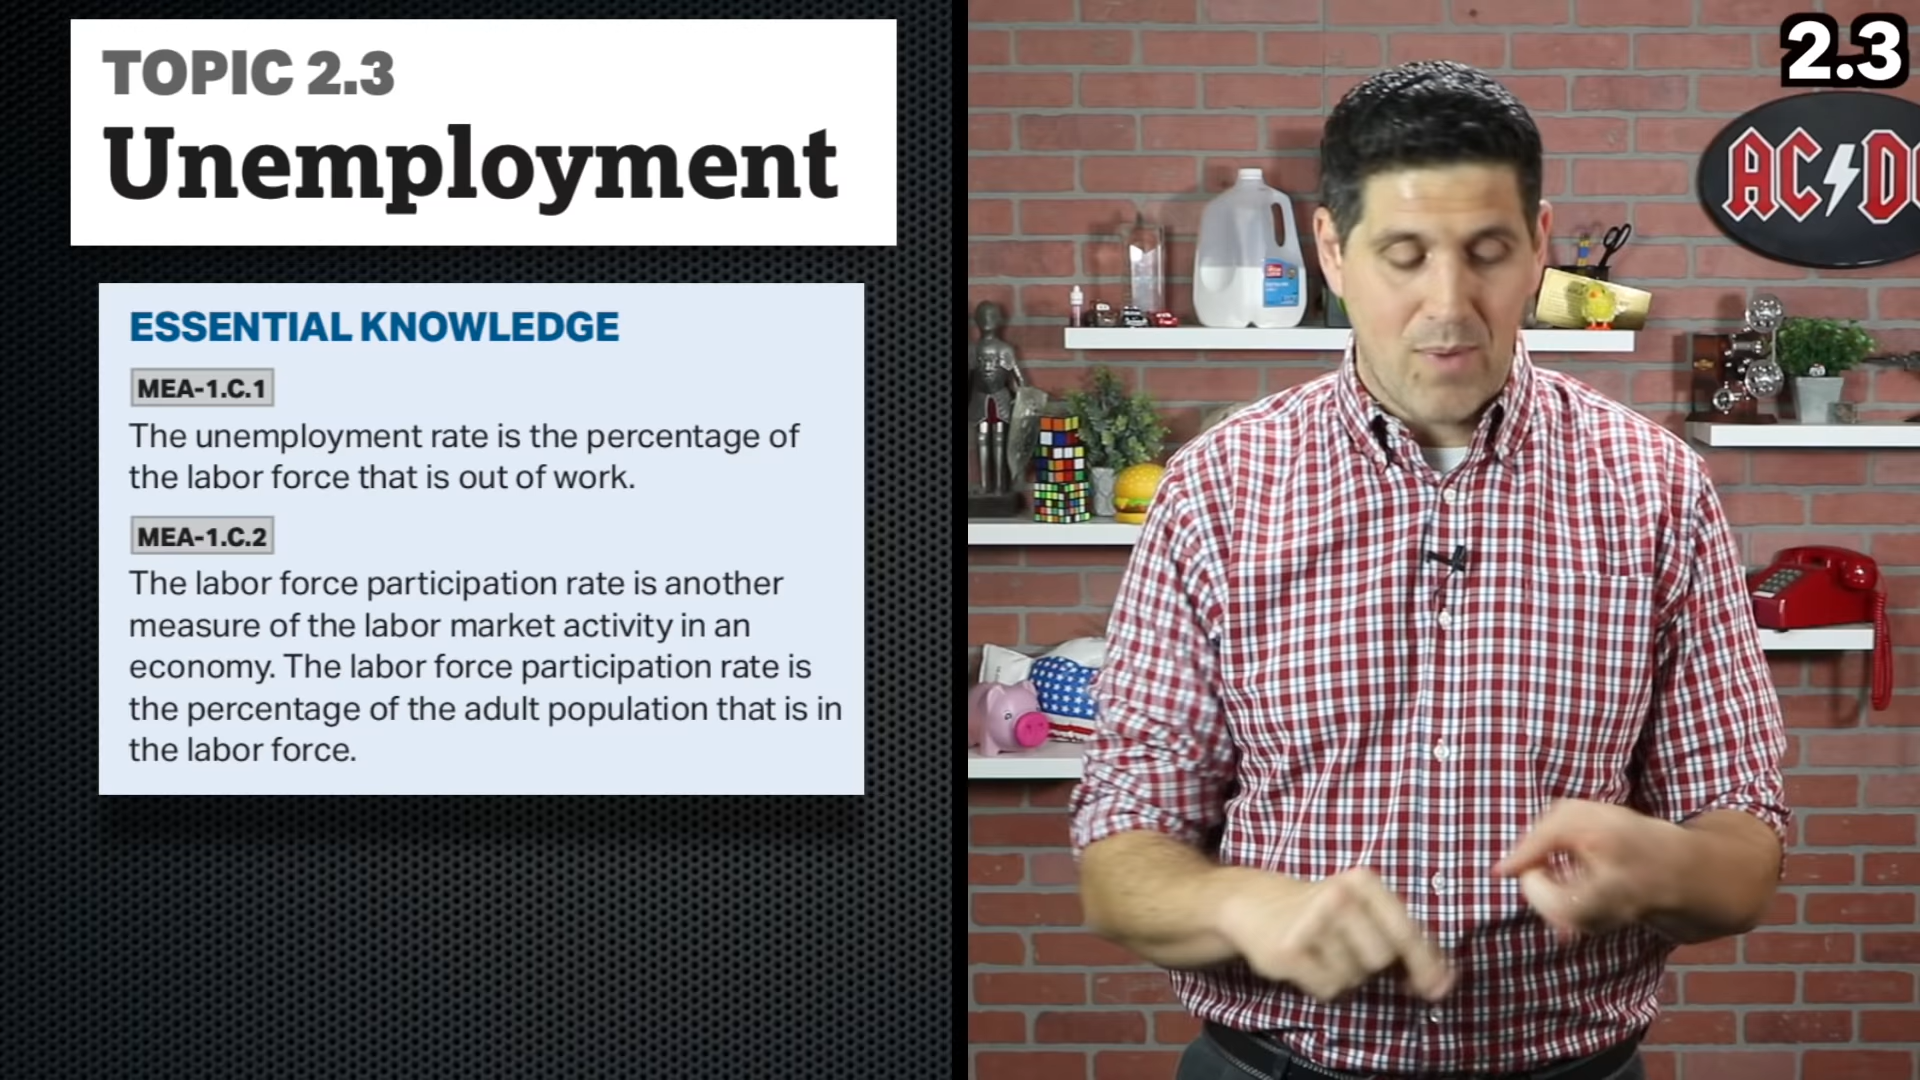 TOPIC 2.3
Unemployment
ESSENTIAL KNOWLEDGE
MEA-1.C.1
The unemployment rate is the percentage of
the labor force that is out of work.
MEA-1.C.2
The labor force participation rate is another
measure of the labor market activity in an
economy. The labor force participation rate is
the percentage of the adult population that is in
the labor force.
2.3
AC DC